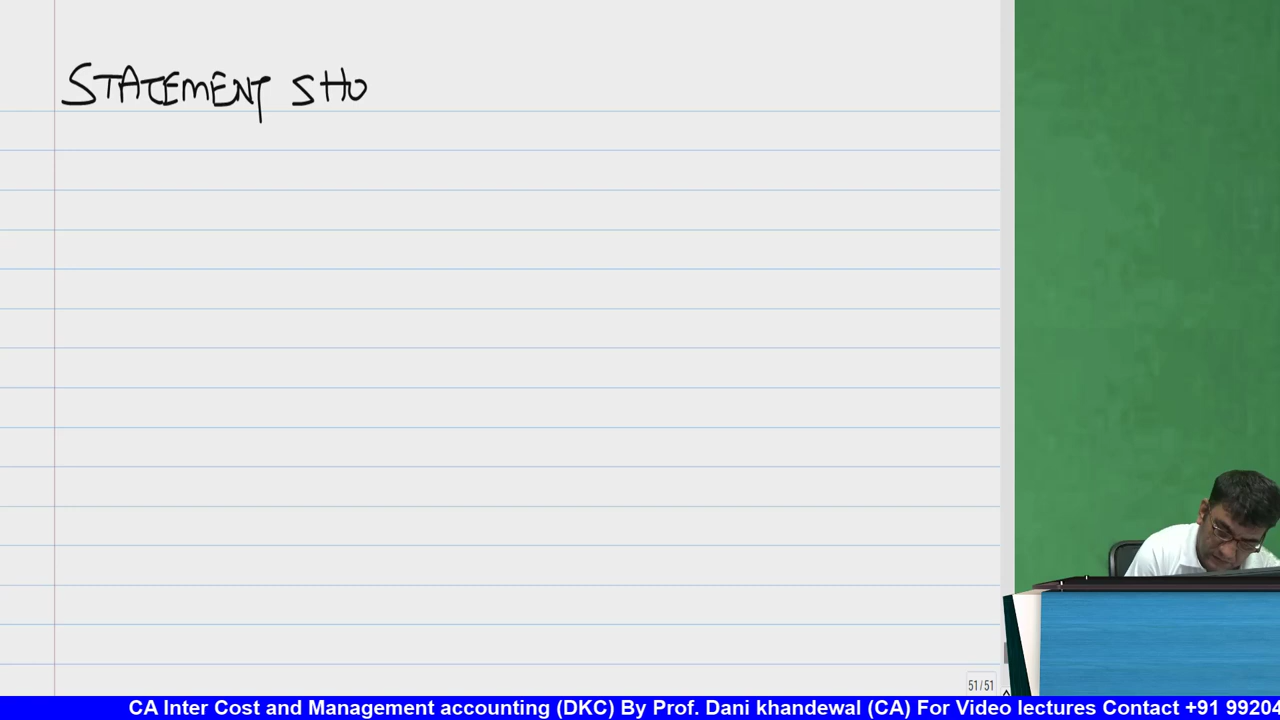 STATEMENT SHO
51/51
CA Inter Cost and Management accounting (DKC) By Prof. Dani khandewal (CA) For Video lectures Contact +91 99204